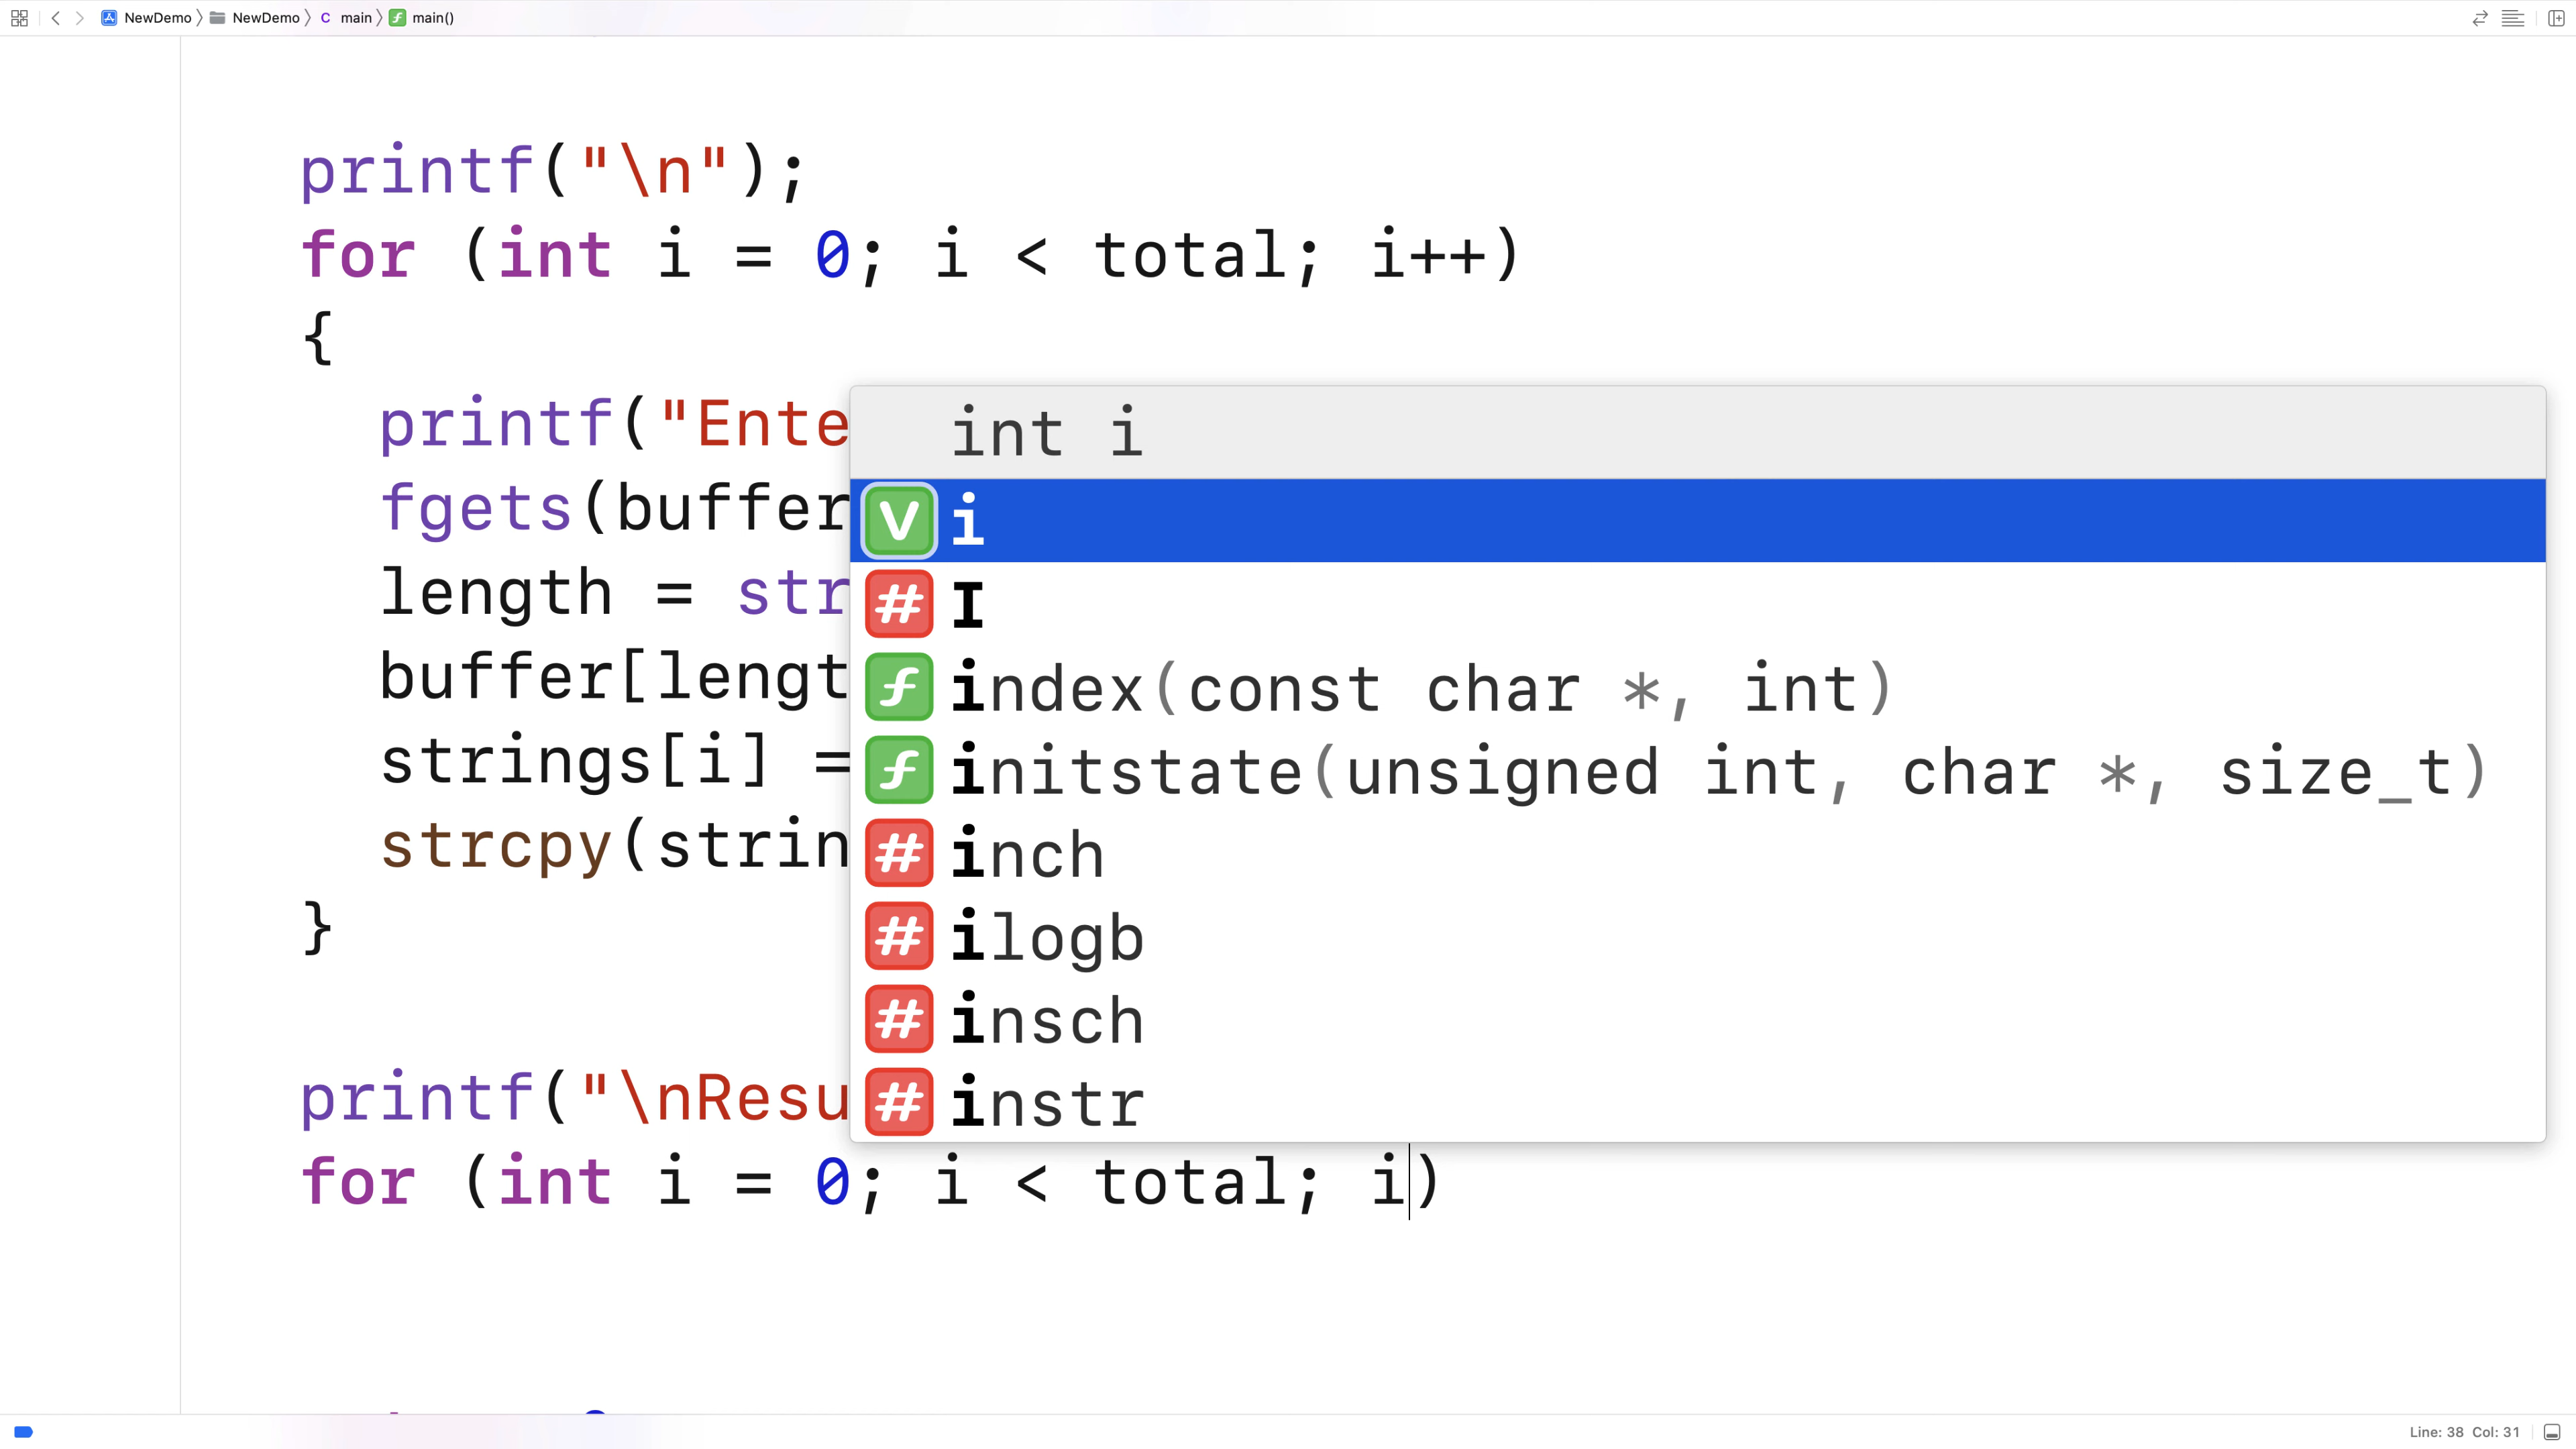 NewDemo NewDemo C main f main()
printf("\n");
for (int i = 0; i < total; i++)
{
printf("Ente
fgets(buffer
length = str
buffer[lengt
strings[i] =
strcpy(strin
}
int i
V i
# I
f index(const char *, int)
f initstate(unsigned int, char *, size_t)
# inch
# ilogb
# insch
# instr
printf("\nResu
for (int i = 0; i < total; i)
Line: 38 Col: 31